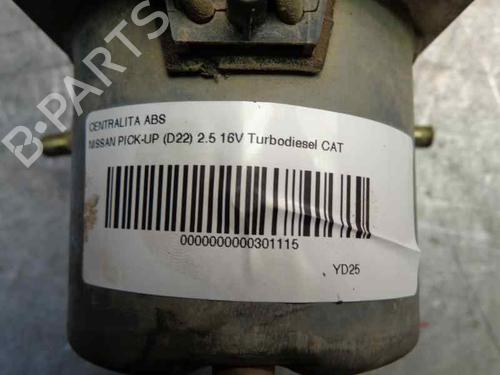 B-PARTS
CENTRALITA ABS
NISSAN PICK-UP (D22) 2.5 16V Turbodiesel CAT
0000000000301115
YD25